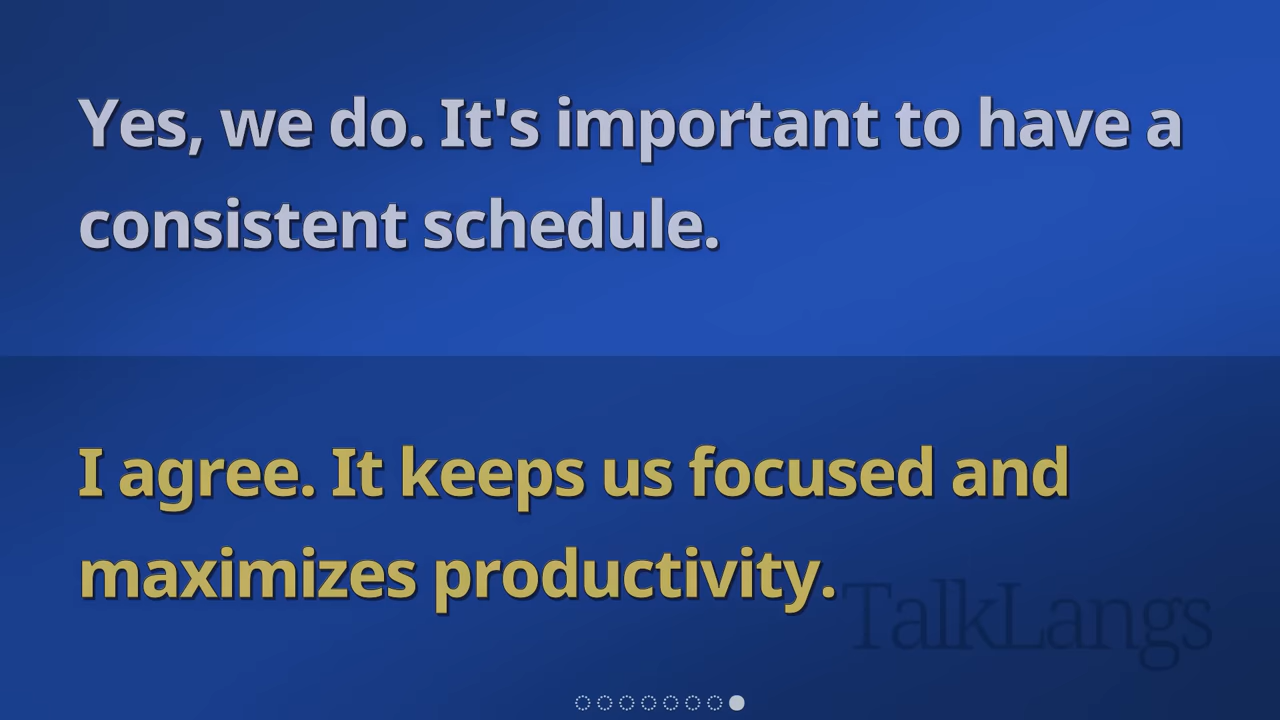 Yes, we do. It's important to have a
consistent schedule.
I agree. It keeps us focused and
maximizes productivity.
TalkLangs